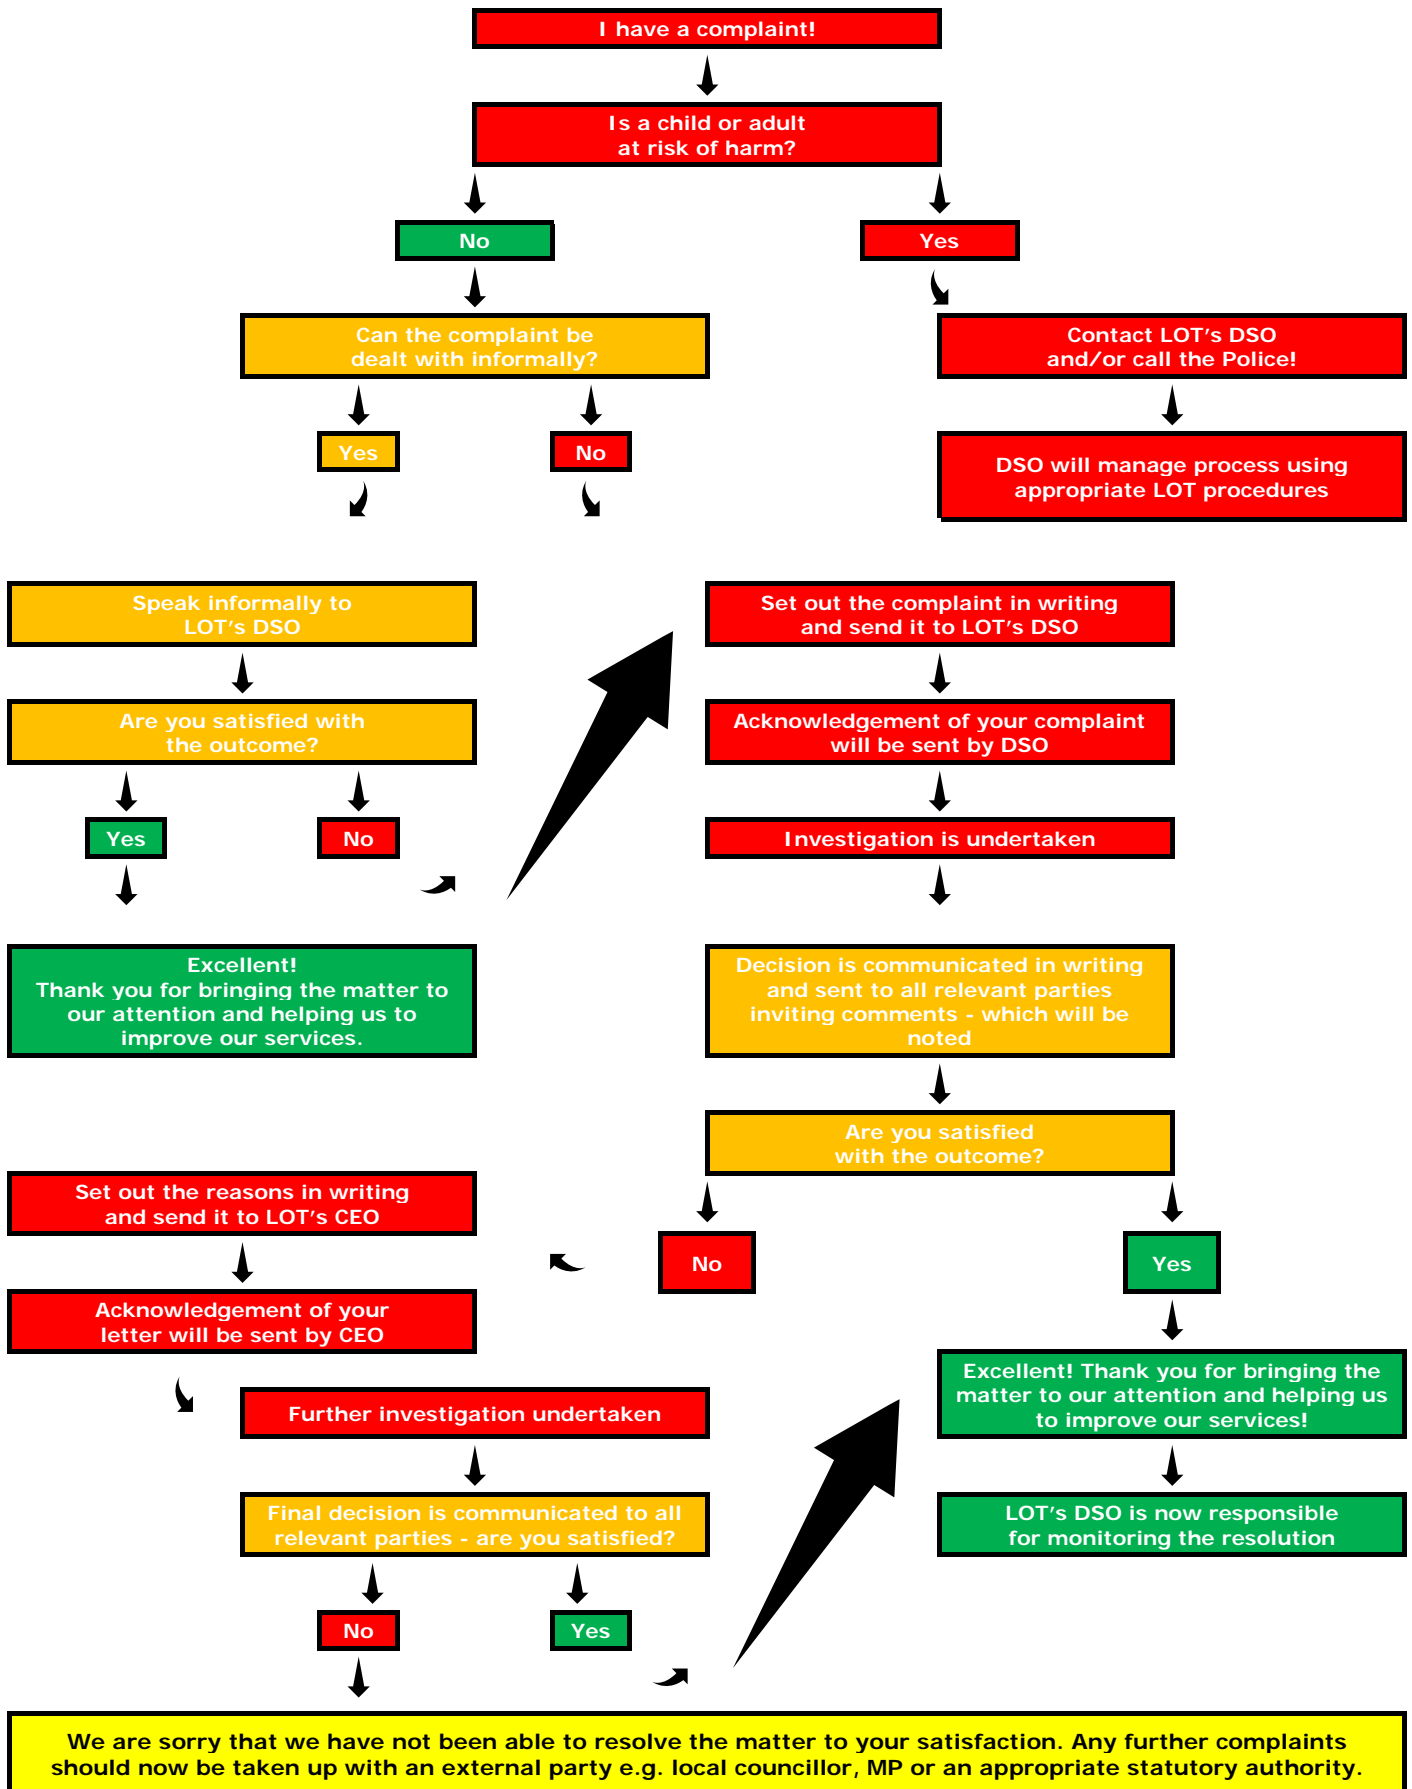 I have a complaint!
Is a child or adult
at risk of harm?
No
Yes
Can the complaint be
dealt with informally?
Contact LOT's DSO
and/or call the Police!
Yes
No
DSO will manage process using
appropriate LOT procedures
Speak informally to
LOT's DSO
Are you satisfied with
the outcome?
Yes
No
Excellent!
Thank you for bringing the matter to
our attention and helping us to
improve our services.
Set out the complaint in writing
and send it to LOT's DSO
Acknowledgement of your complaint
will be sent by DSO
Investigation is undertaken
Decision is communicated in writing
and sent to all relevant parties
inviting comments - which will be
noted
Are you satisfied
with the outcome?
No
Yes
Set out the reasons in writing
and send it to LOT's CEO
Acknowledgement of your
letter will be sent by CEO
Further investigation undertaken
Final decision is communicated to all
relevant parties - are you satisfied?
No
Yes
Excellent! Thank you for bringing the
matter to our attention and helping us
to improve our services!
LOT's DSO is now responsible
for monitoring the resolution
We are sorry that we have not been able to resolve the matter to your satisfaction. Any further complaints
should now be taken up with an external party e.g. local councillor, MP or an appropriate statutory authority.